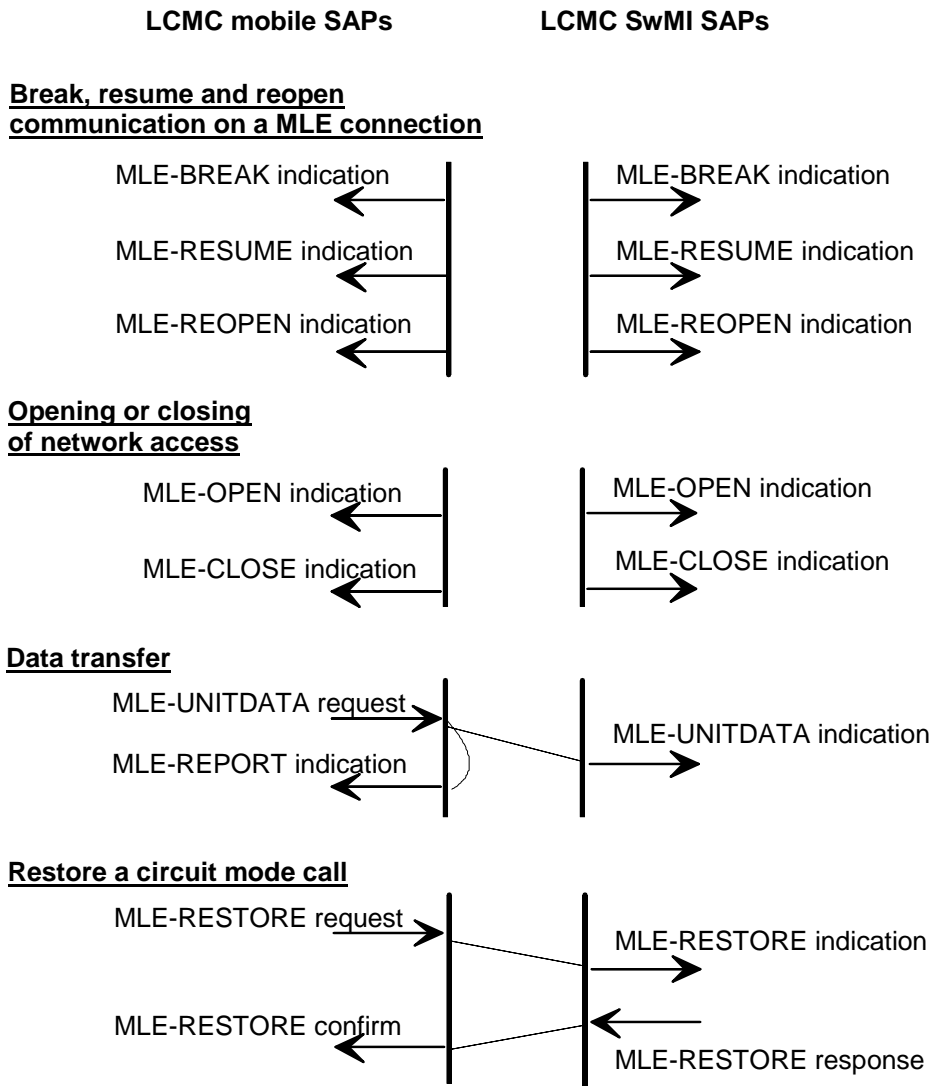 LCMC mobile SAPs LCMC SwMI SAPs
Break, resume and reopen
communication on a MLE connection
MLE-BREAK indication MLE-BREAK indication
MLE-RESUME indication MLE-RESUME indication
MLE-REOPEN indication MLE-REOPEN indication
Opening or closing
of network access
MLE-OPEN indication MLE-OPEN indication
MLE-CLOSE indication MLE-CLOSE indication
Data transfer
MLE-UNITDATA request
MLE-UNITDATA indication
MLE-REPORT indication
Restore a circuit mode call
MLE-RESTORE request
MLE-RESTORE indication
MLE-RESTORE confirm
MLE-RESTORE response